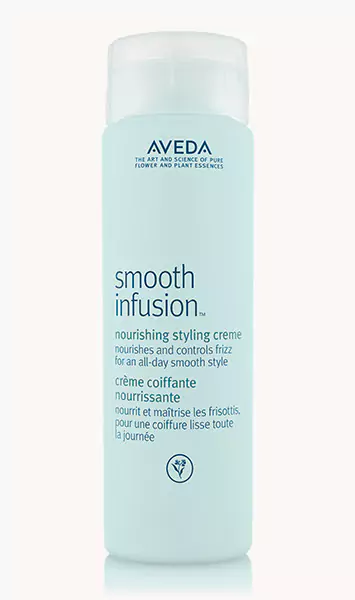 AVEDA
THE ART AND SCIENCE OF PURE
FLOWER AND PLANT ESSENCES
smooth
infusion™
nourishing styling creme
nourishes and controls frizz
for an all-day smooth style
crème coiffante
nourrissante
nourrit et maîtrise les frisottis,
pour une coiffure lisse toute
la journée